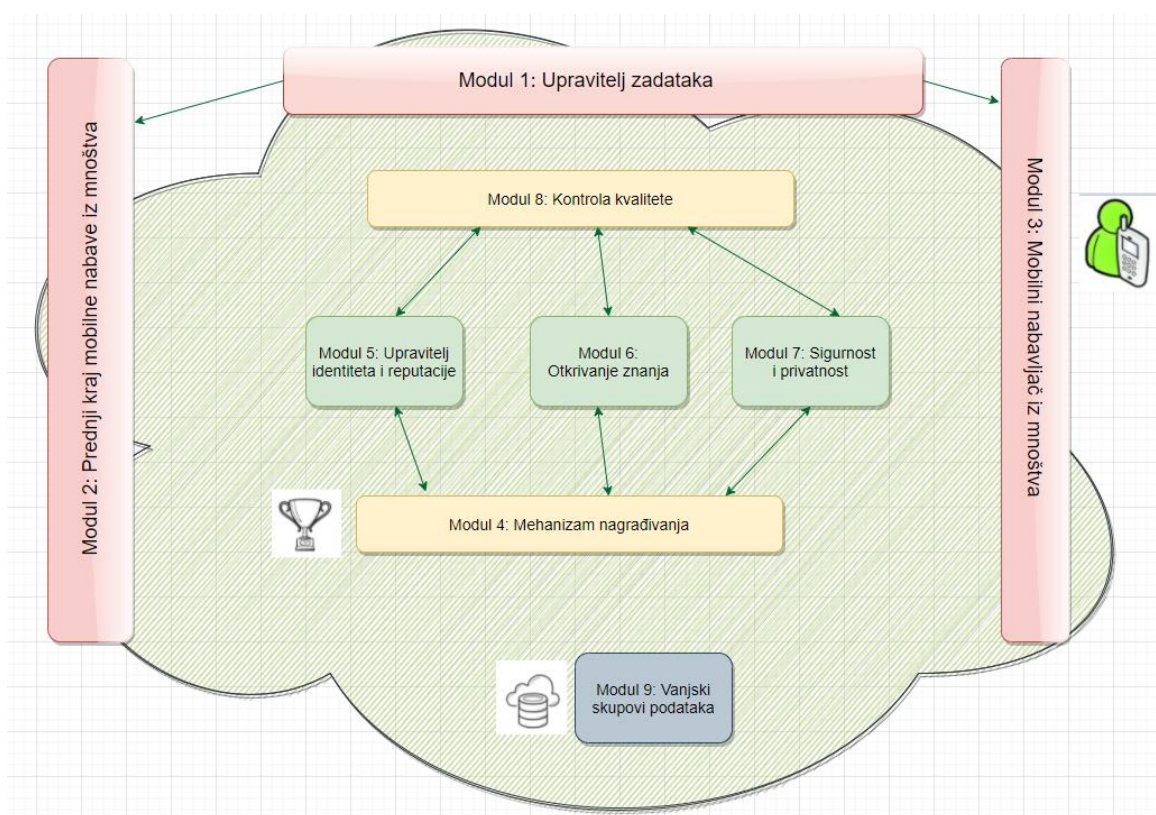 Modul 1: Upravitelj zadataka
Modul 2: Prednji kraj mobilne nabave iz mnoštva
Modul 3: Mobilni nabavljač iz mnoštva
Modul 8: Kontrola kvalitete
Modul 5: Upravitelj
identiteta i reputacije
Modul 6:
Otkrivanje znanja
Modul 7: Sigurnost
i privatnost
Modul 4: Mehanizam nagrađivanja
Modul 9: Vanjski
skupovi podataka